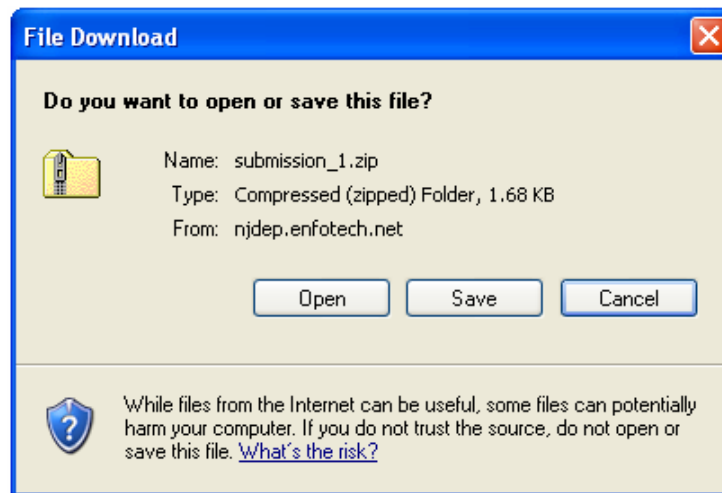 File Download
Do you want to open or save this file?
Name: submission_1.zip
Type: Compressed (zipped) Folder, 1.68 KB
From: njdep.enfotech.net
Open Save Cancel
While files from the Internet can be useful, some files can potentially
harm your computer. If you do not trust the source, do not open or
save this file. What's the risk?